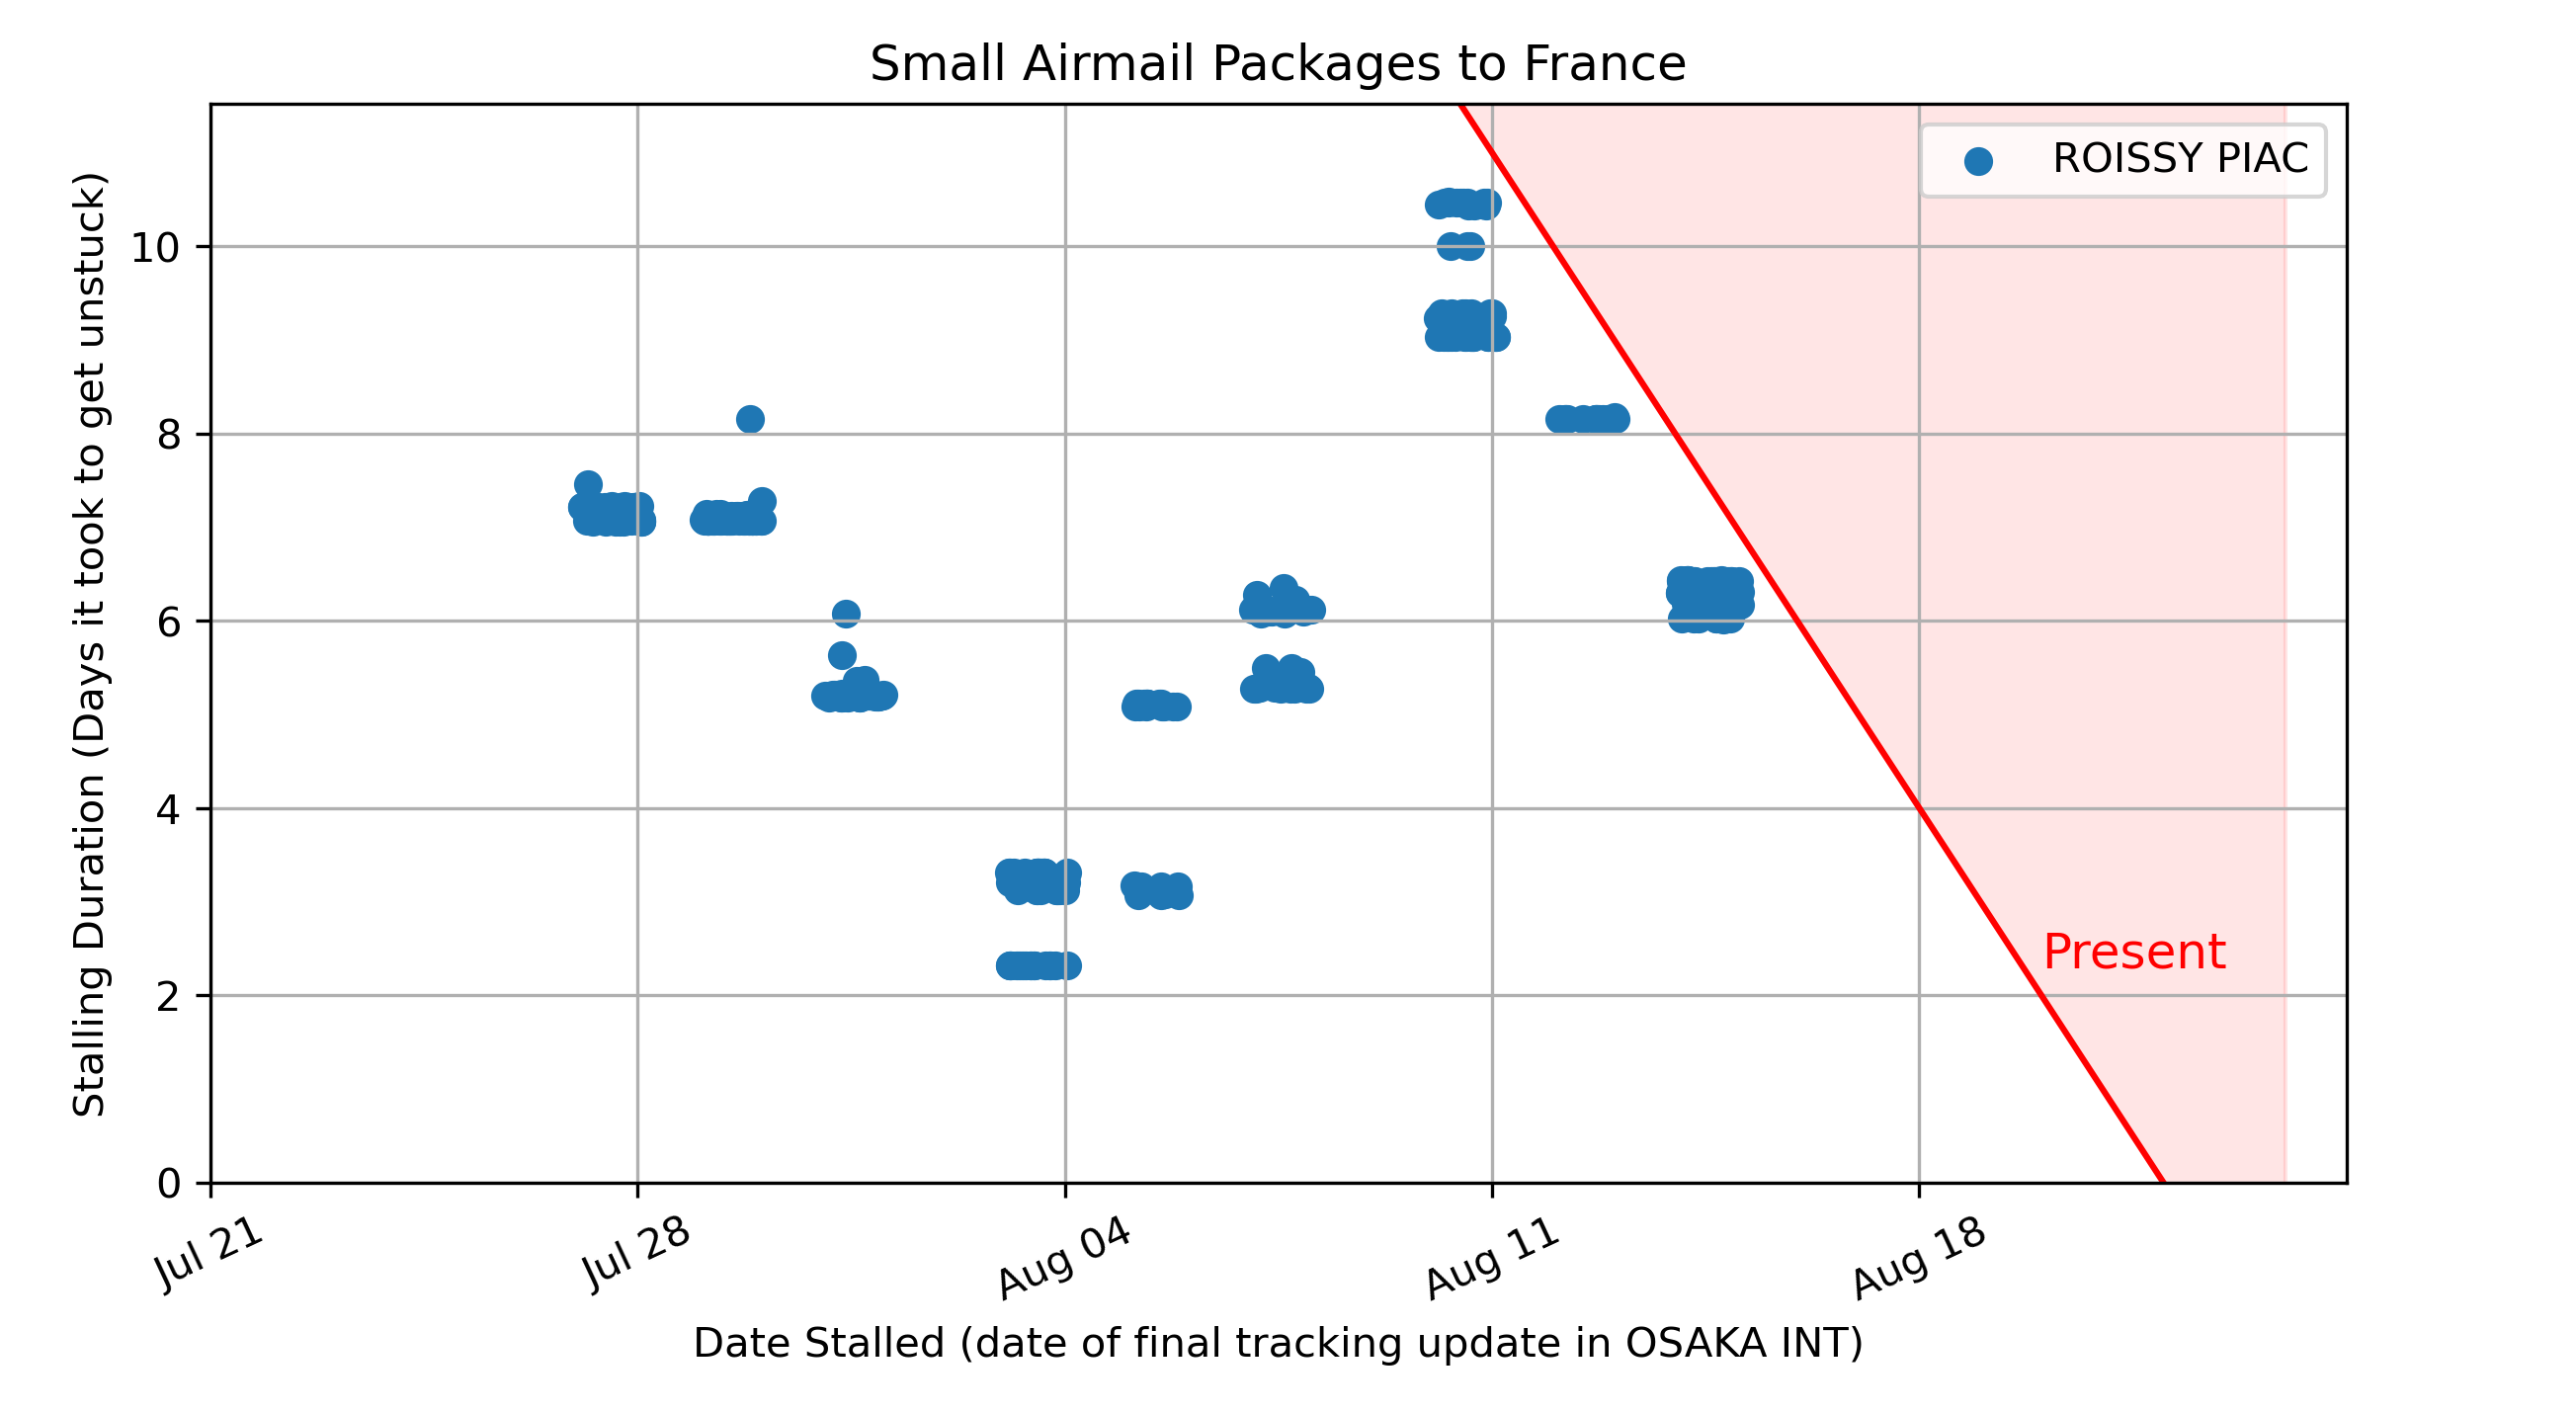 Small Airmail Packages to France
ROISSY PIAC
Stalling Duration (Days it took to get unstuck)
10
8
6
4
2
0
Present
Jul 21
Jul 28
Aug 04
Aug 11
Aug 18
Date Stalled (date of final tracking update in OSAKA INT)